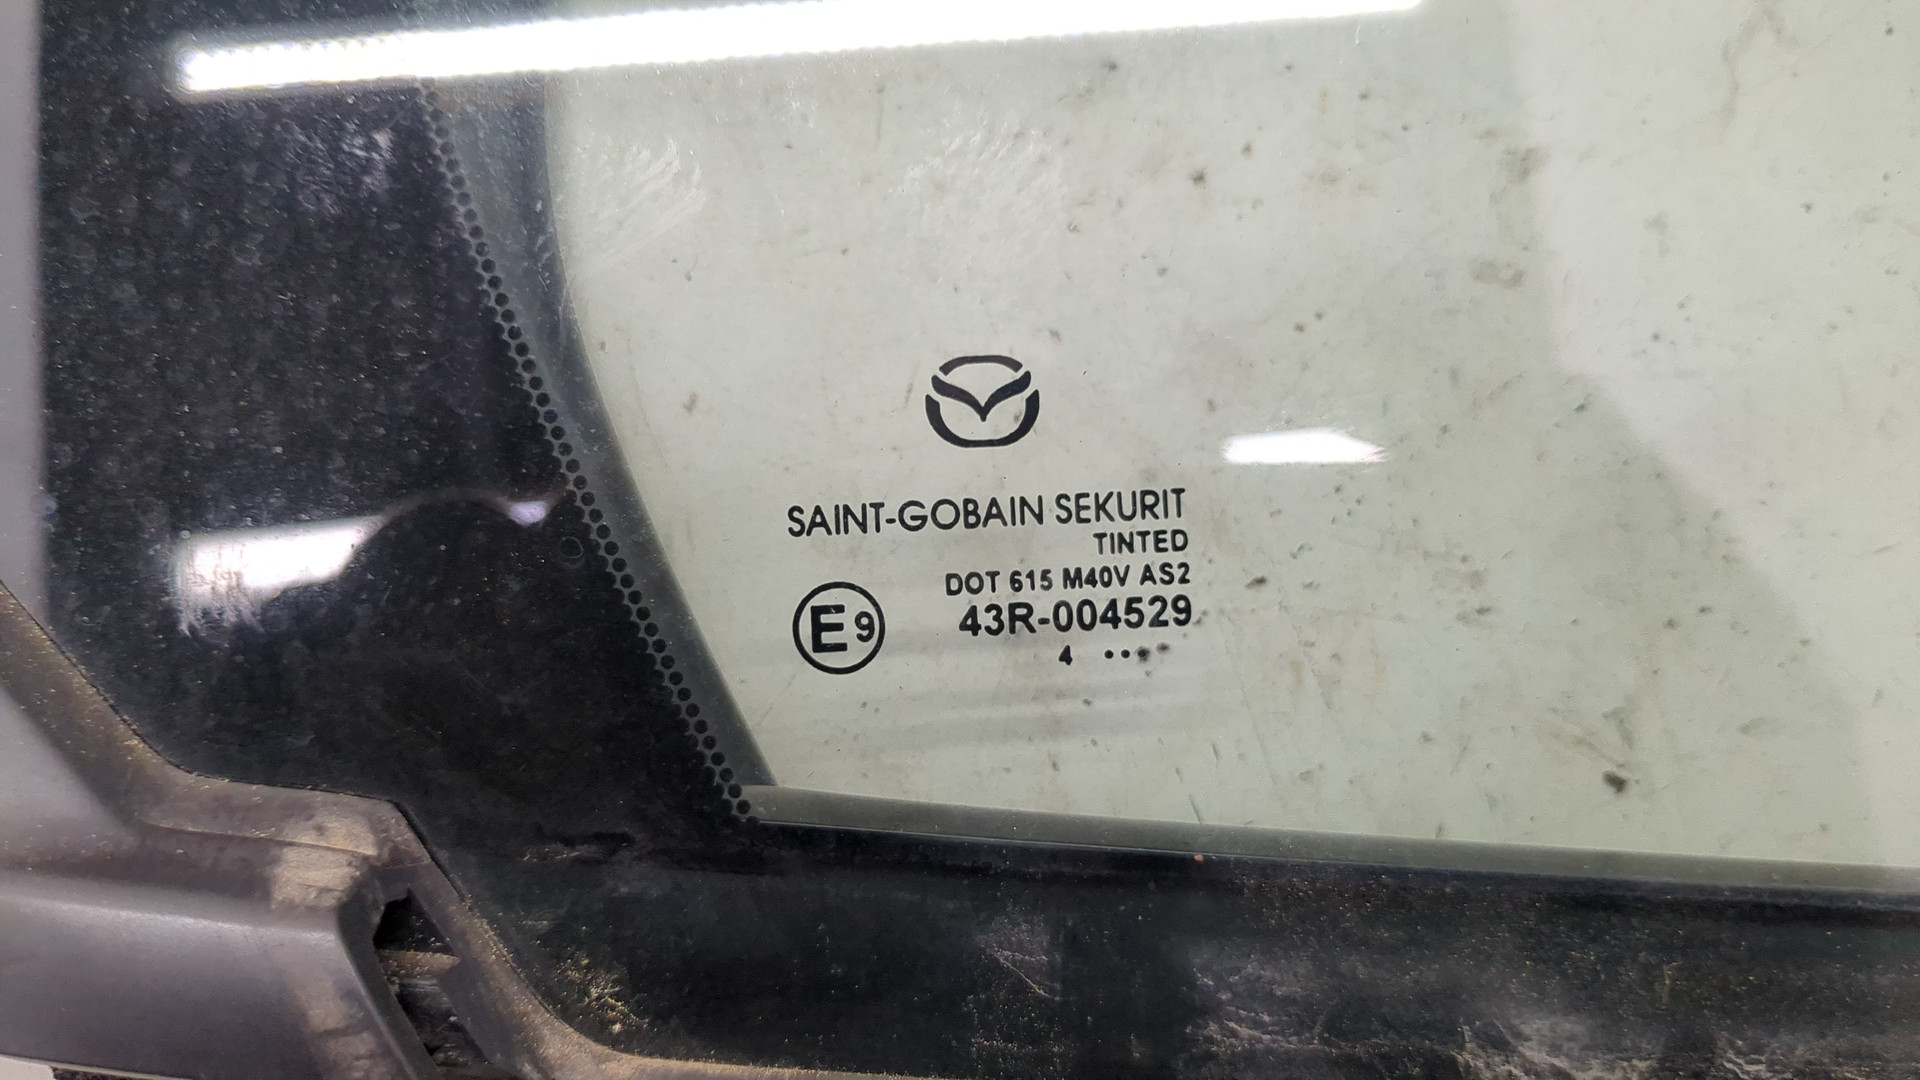 SAINT-GOBAIN SEKURIT
TINTED
DOT 615 M40V AS2
E9
43R-004529
4 ••••